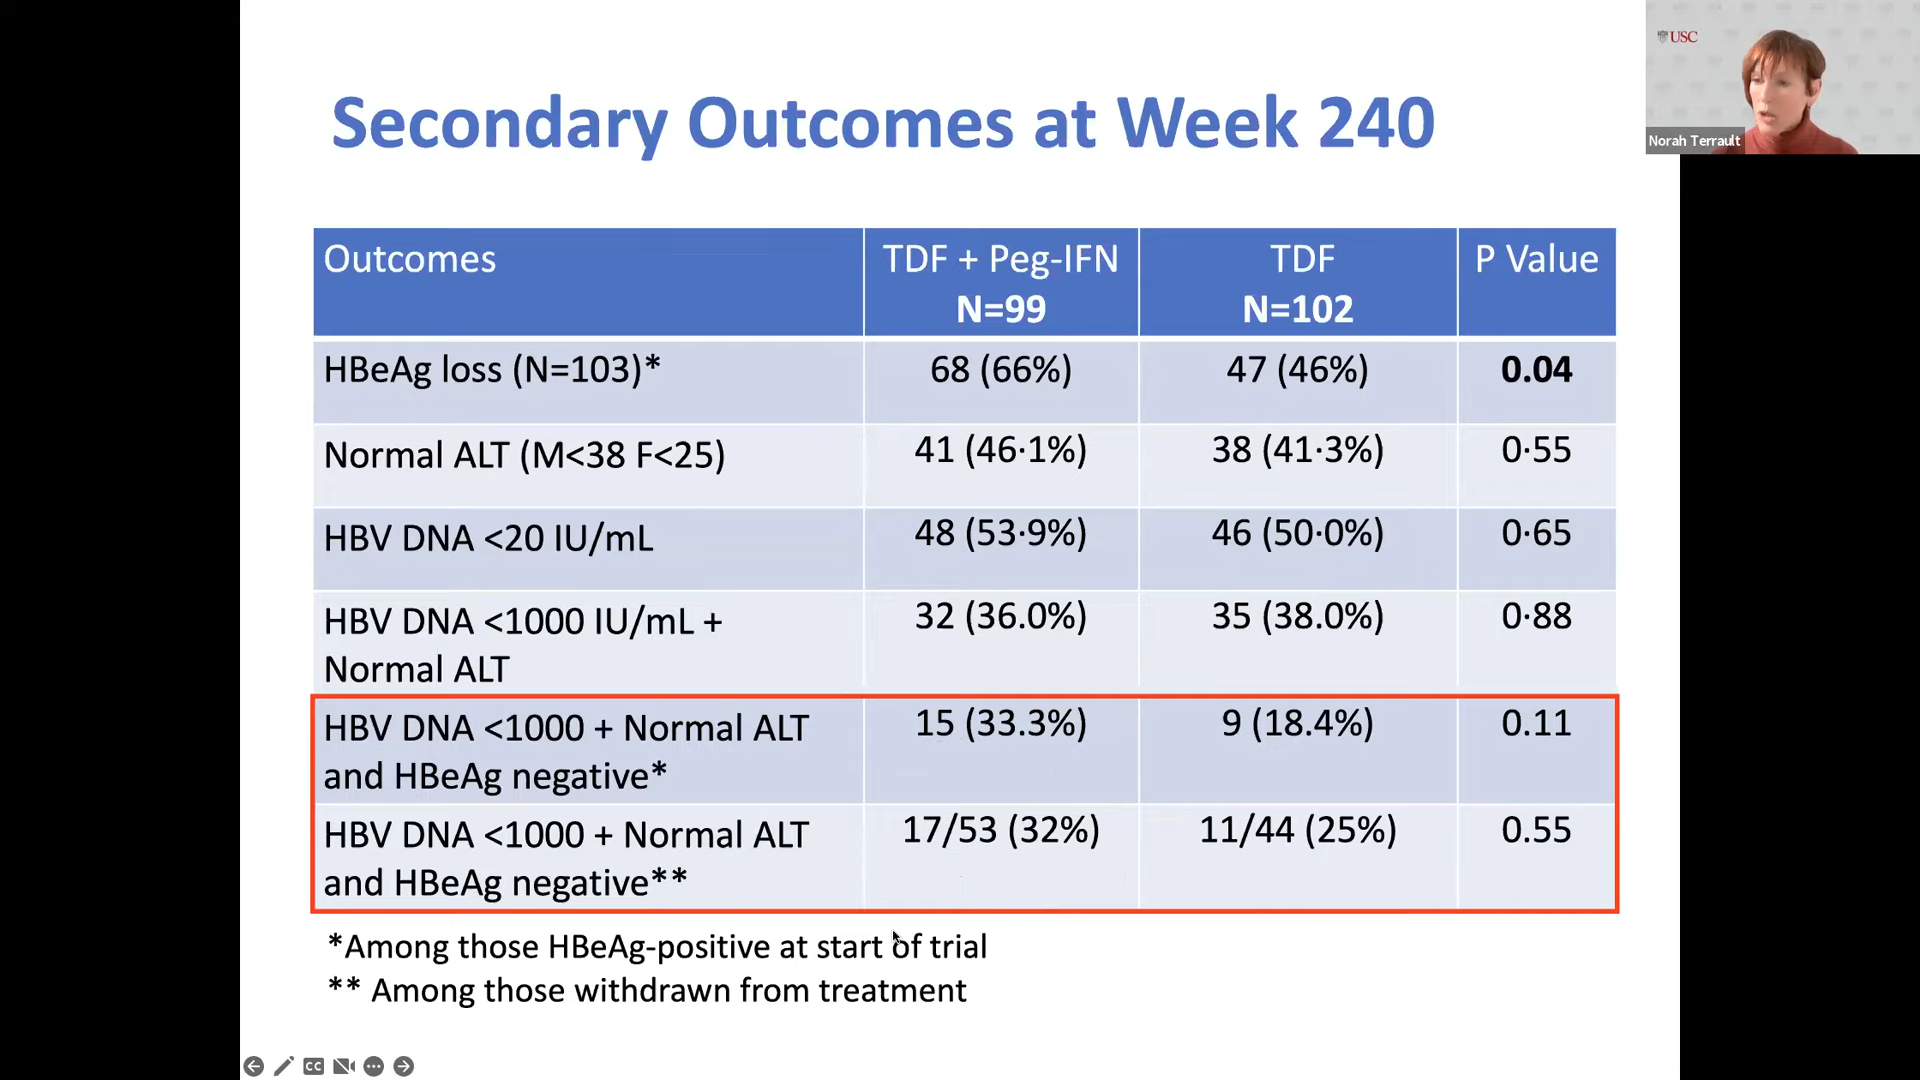 USC
Norah Terrault
Secondary Outcomes at Week 240
Outcomes
TDF + Peg-IFN
N=99
TDF
N=102
P Value
HBeAg loss (N=103)*
68 (66%)
47 (46%)
0.04
Normal ALT (M<38 F<25)
41 (46·1%)
38 (41·3%)
0·55
HBV DNA <20 IU/mL
48 (53·9%)
46 (50·0%)
0·65
HBV DNA <1000 IU/mL +
Normal ALT
32 (36.0%)
35 (38.0%)
0·88
HBV DNA <1000 + Normal ALT
and HBeAg negative*
15 (33.3%)
9 (18.4%)
0.11
HBV DNA <1000 + Normal ALT
and HBeAg negative**
17/53 (32%)
11/44 (25%)
0.55
*Among those HBeAg-positive at start of trial
** Among those withdrawn from treatment
CC